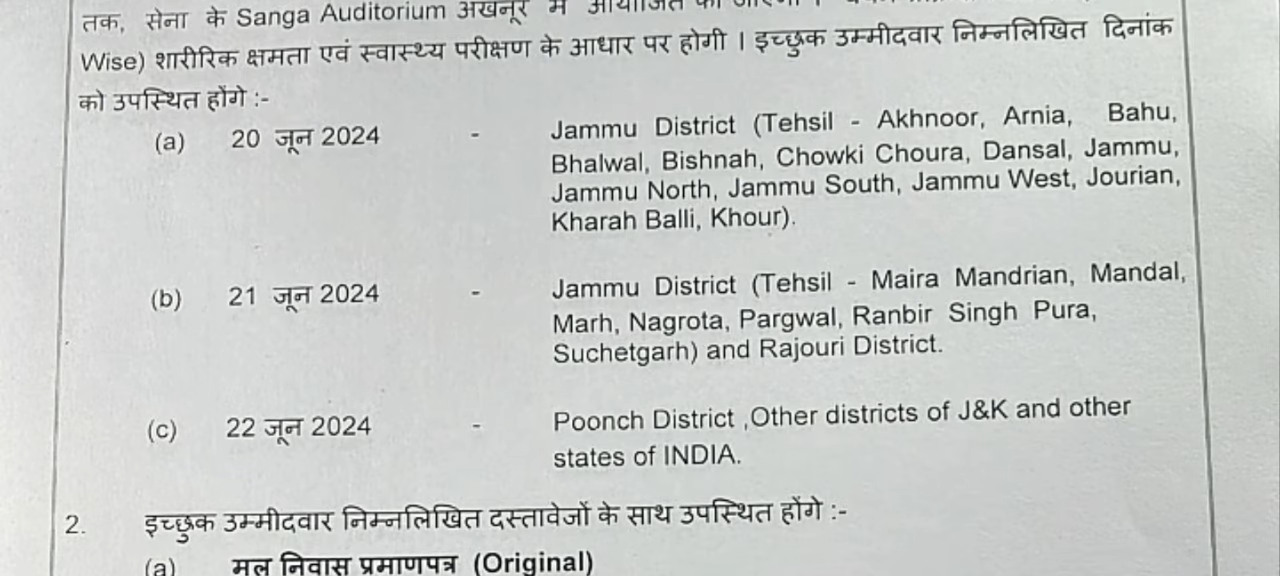 तक, सेना के Sanga Auditorium अखनूर में आयोजित की जाएगी ।
Wise) शारीरिक क्षमता एवं स्वास्थ्य परीक्षण के आधार पर होगी । इच्छुक उम्मीदवार निम्नलिखित दिनांक
को उपस्थित होंगे :-
(a) 20 जून 2024 - Jammu District (Tehsil - Akhnoor, Arnia, Bahu,
Bhalwal, Bishnah, Chowki Choura, Dansal, Jammu,
Jammu North, Jammu South, Jammu West, Jourian,
Kharah Balli, Khour).
(b) 21 जून 2024 - Jammu District (Tehsil - Maira Mandrian, Mandal,
Marh, Nagrota, Pargwal, Ranbir Singh Pura,
Suchetgarh) and Rajouri District.
(c) 22 जून 2024 - Poonch District ,Other districts of J&K and other
states of INDIA.
2. इच्छुक उम्मीदवार निम्नलिखित दस्तावेजों के साथ उपस्थित होंगे :-
(a) मूल निवास प्रमाणपत्र (Original)